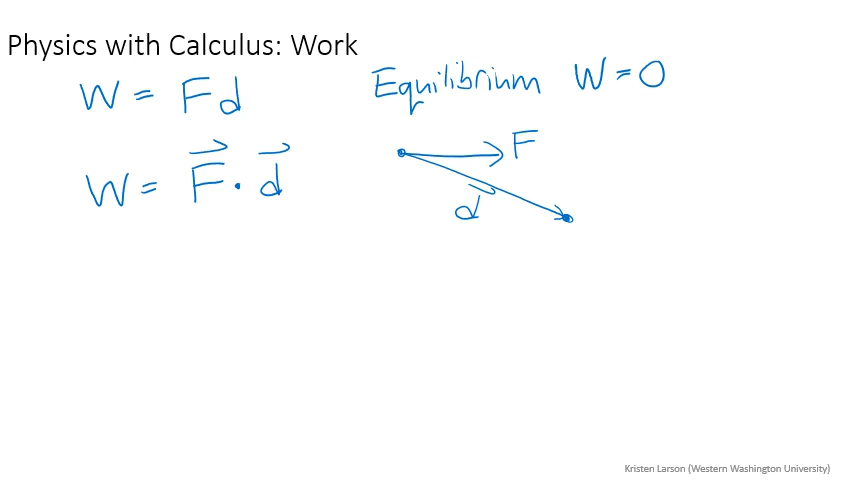 Physics with Calculus: Work
W = Fd
Equilibrium W = 0
W = F⃗ · d⃗
F
d⃗
Kristen Larson (Western Washington University)